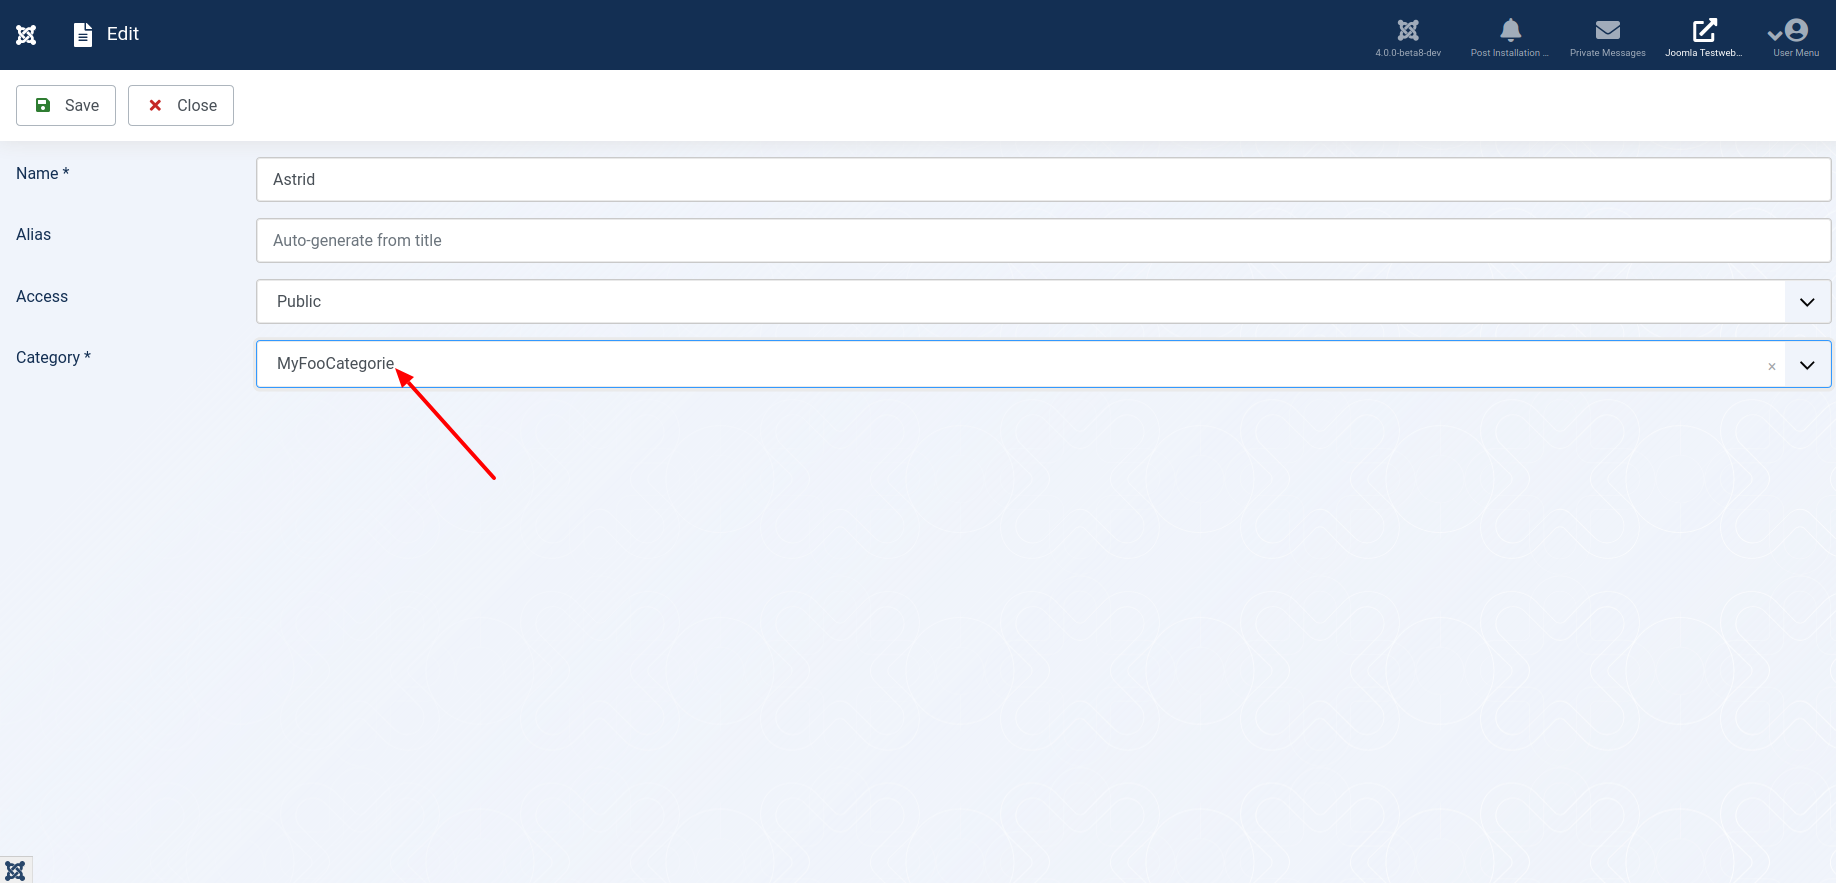 Edit
4.0.0-beta8-dev
Post Installation ...
Private Messages
Joomla Testweb...
User Menu
Save
Close
Name *
Astrid
Alias
Auto-generate from title
Access
Public
Category *
MyFooCategorie
×